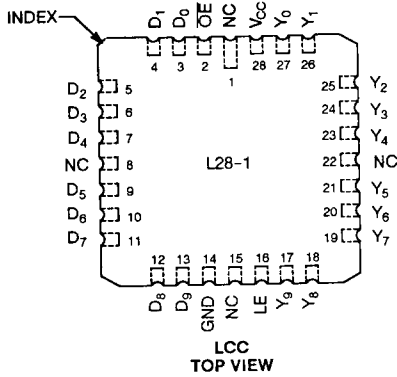 INDEX
D1 D0 OE NC VCC Y0 Y1
4 3 2 1 28 27 26
D2 5 25 Y2
D3 6 24 Y3
D4 7 23 Y4
NC 8 L28-1 22 NC
D5 9 21 Y5
D6 10 20 Y6
D7 11 19 Y7
12 13 14 15 16 17 18
D8 D9 GND NC LE Y9 Y8
LCC
TOP VIEW